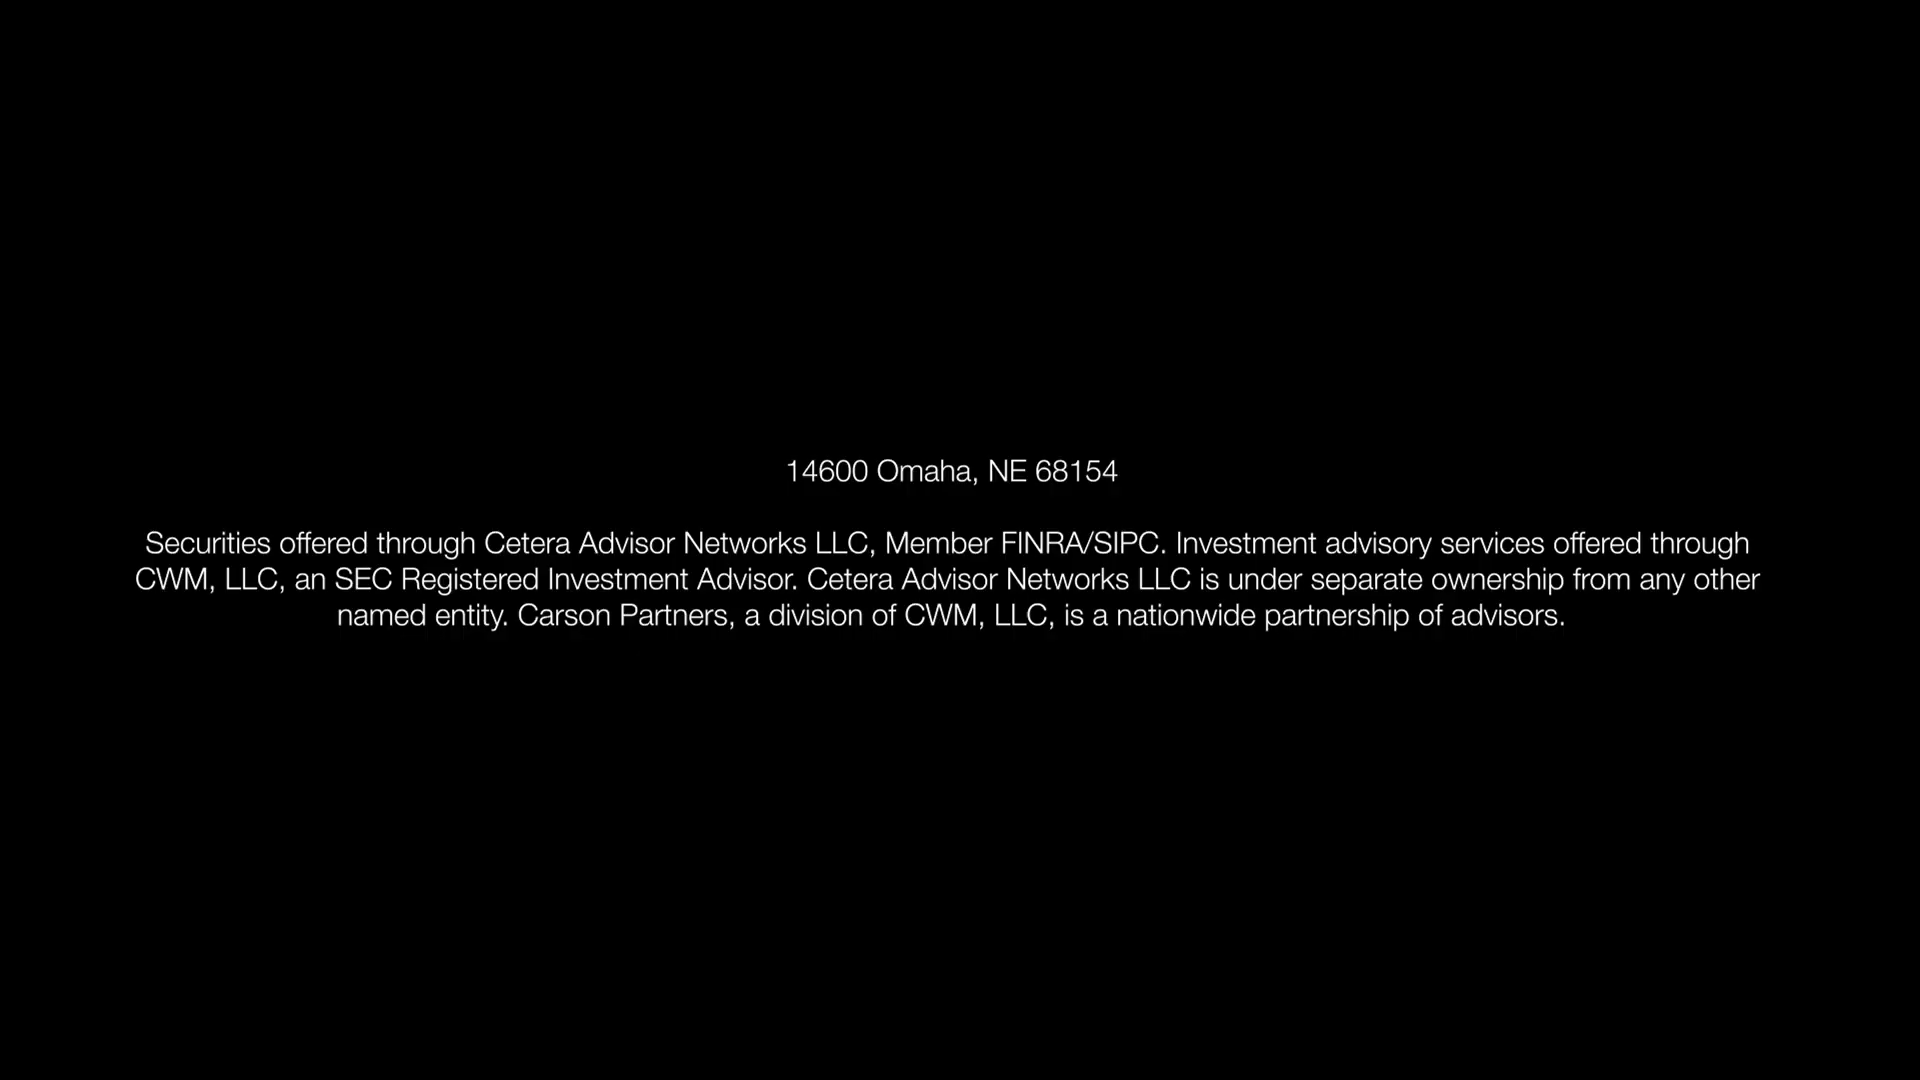 14600 Omaha, NE 68154
Securities offered through Cetera Advisor Networks LLC, Member FINRA/SIPC. Investment advisory services offered through
CWM, LLC, an SEC Registered Investment Advisor. Cetera Advisor Networks LLC is under separate ownership from any other
named entity. Carson Partners, a division of CWM, LLC, is a nationwide partnership of advisors.